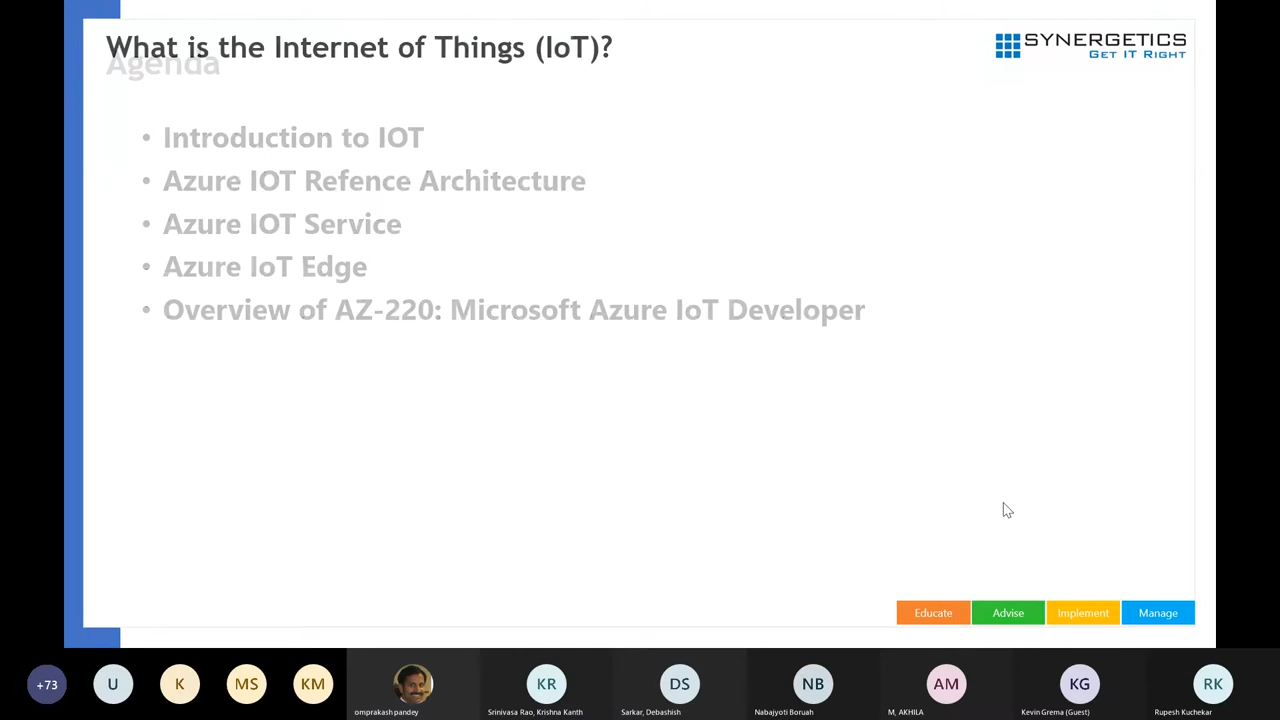 What is the Internet of Things (IoT)?
Agenda
SYNERGETICS
GET IT RIGHT
• Introduction to IOT
• Azure IOT Refence Architecture
• Azure IOT Service
• Azure IoT Edge
• Overview of AZ-220: Microsoft Azure IoT Developer
Educate Advise Implement Manage
+73 U K MS KM KR DS NB AM KG RK
omprakash pandey Srinivasa Rao, Krishna Kanth Sarkar, Debashish Nabajyoti Boruah M, AKHILA Kevin Grema (Guest) Rupesh Kuchekar